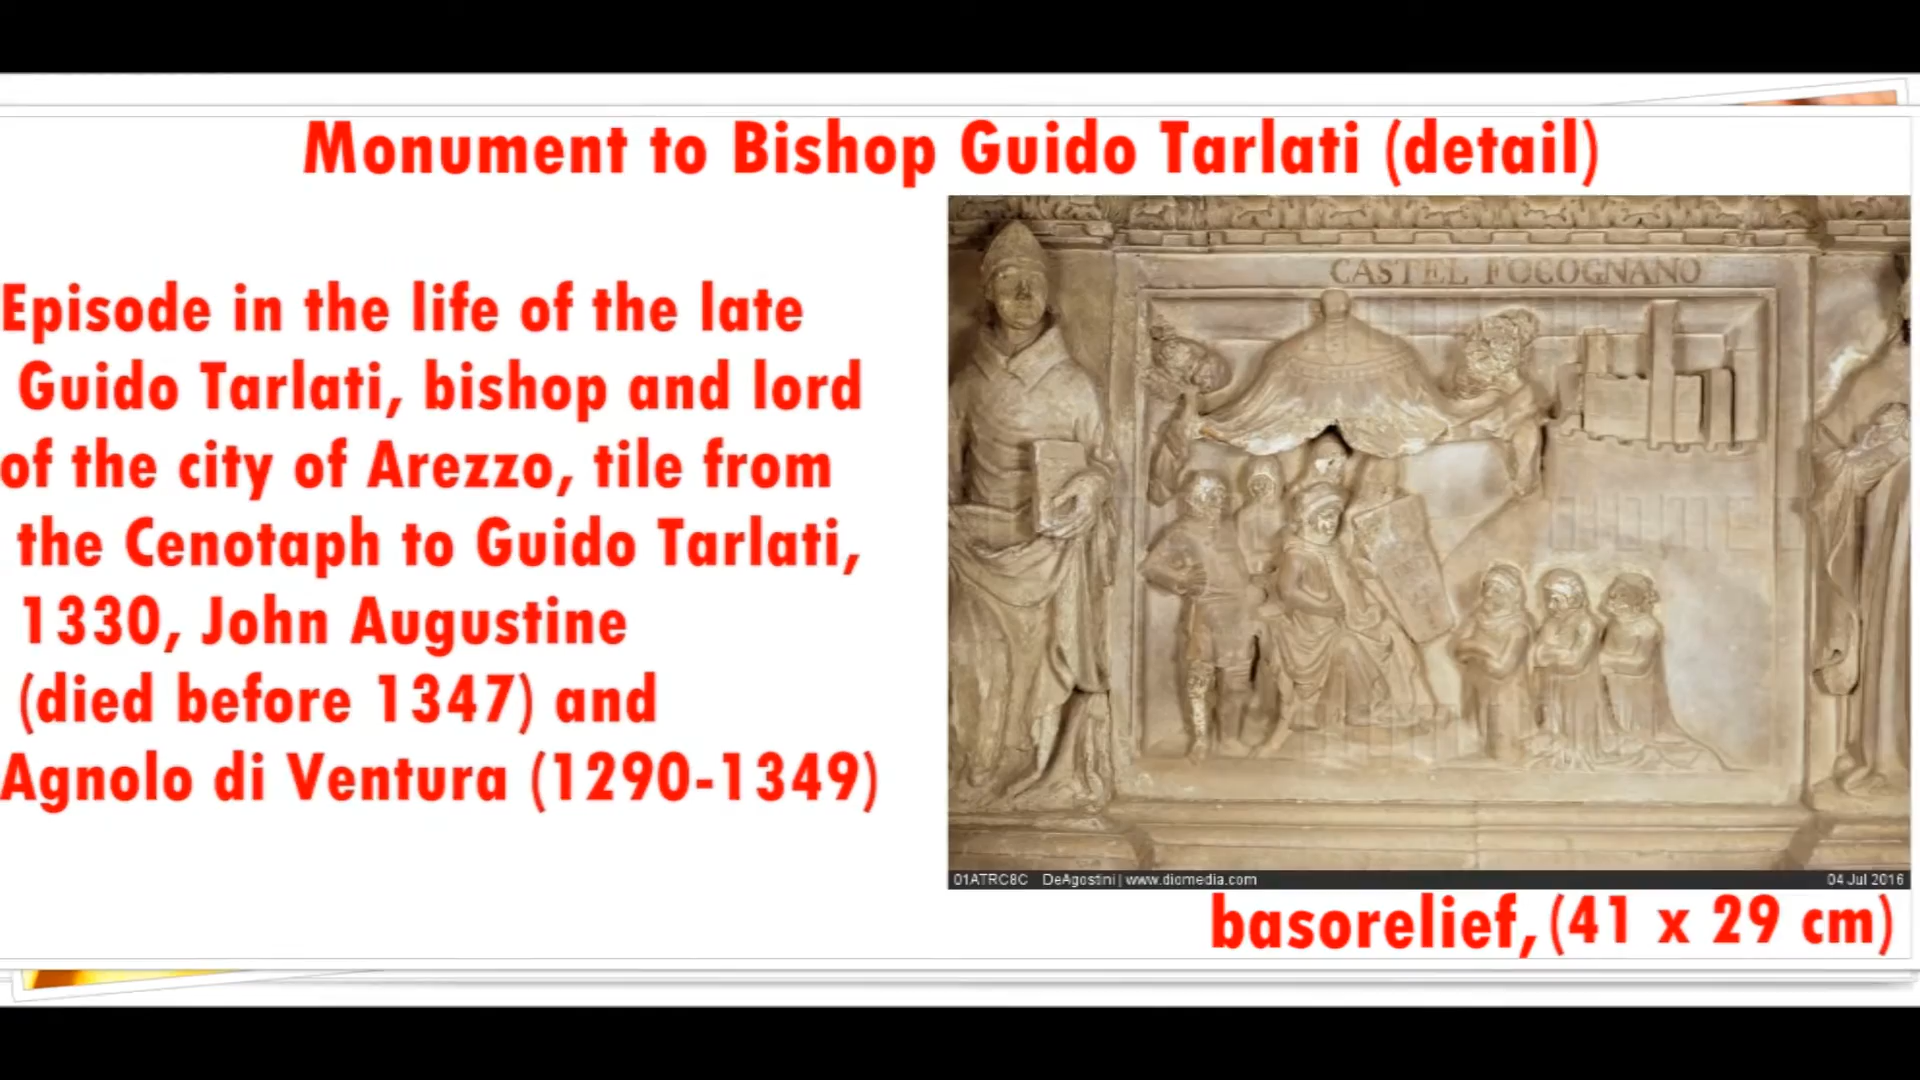 Monument to Bishop Guido Tarlati (detail)
Episode in the life of the late
Guido Tarlati, bishop and lord
of the city of Arezzo, tile from
the Cenotaph to Guido Tarlati,
1330, John Augustine
(died before 1347) and
Agnolo di Ventura (1290-1349)
CASTEL FOCOGNANO
01ATRC8C DeAgostini | www.diomedia.com 04 Jul 2016
basorelief, (41 x 29 cm)